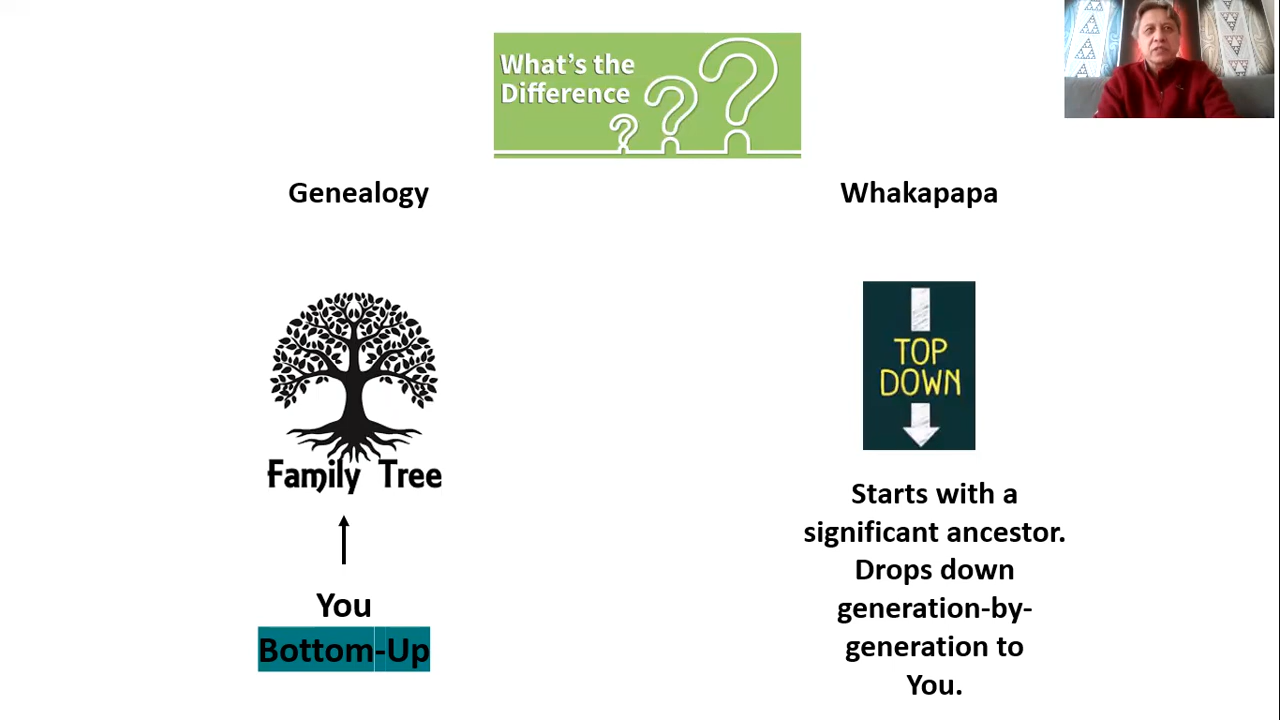 What's the
Difference
Genealogy
Whakapapa
Family Tree
You
Bottom-Up
TOP
DOWN
Starts with a
significant ancestor.
Drops down
generation-by-
generation to
You.